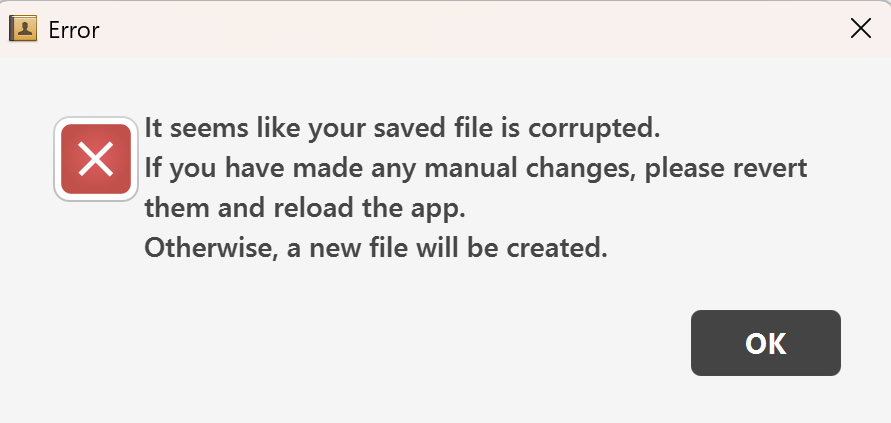 Error
It seems like your saved file is corrupted.
If you have made any manual changes, please revert
them and reload the app.
Otherwise, a new file will be created.
OK